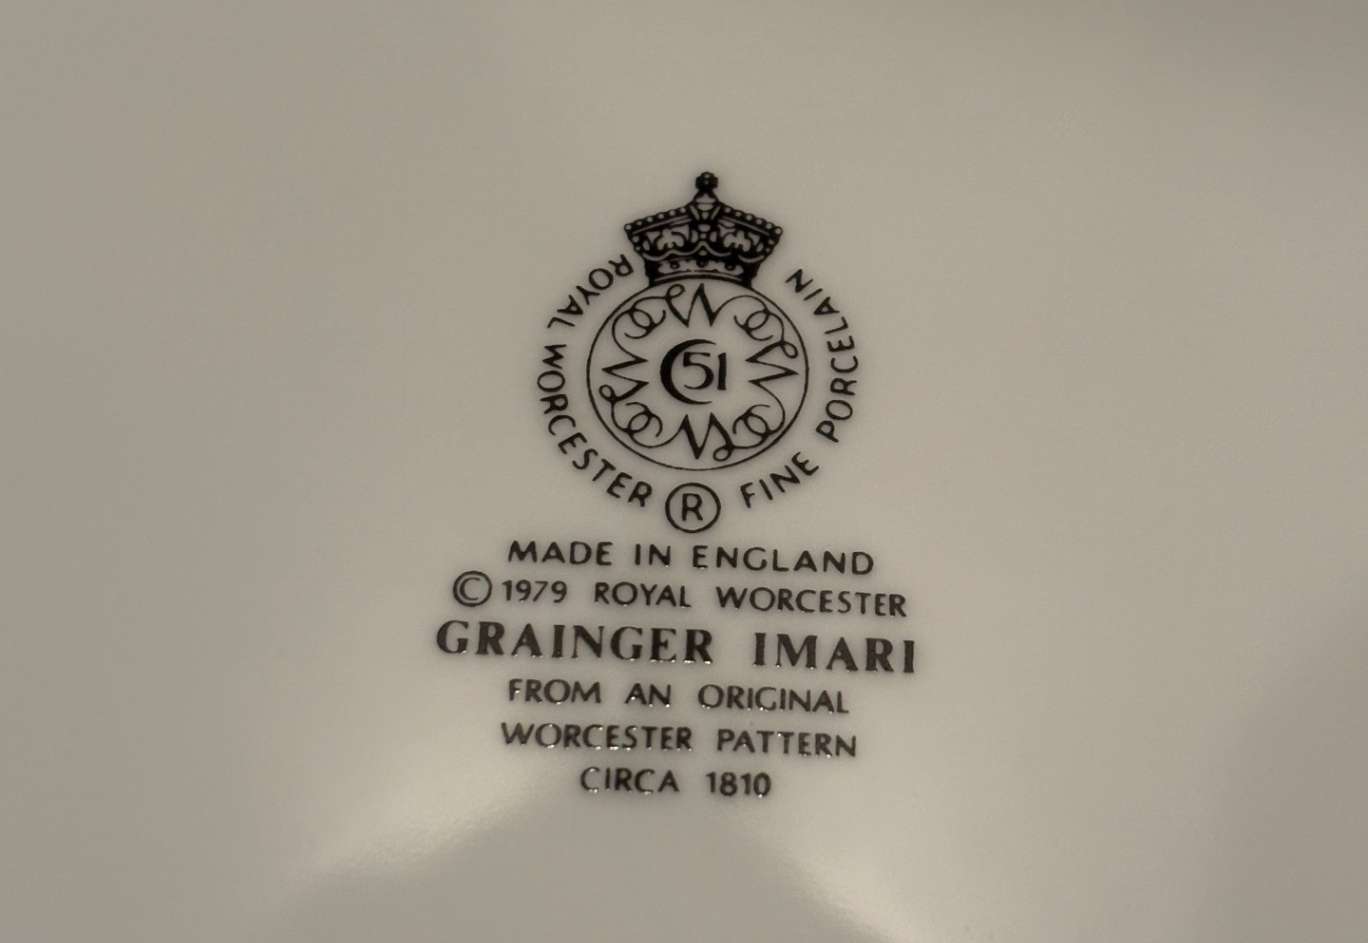 ROYAL WORCESTER ® FINE PORCELAIN
51
MADE IN ENGLAND
© 1979 ROYAL WORCESTER
GRAINGER IMARI
FROM AN ORIGINAL
WORCESTER PATTERN
CIRCA 1810